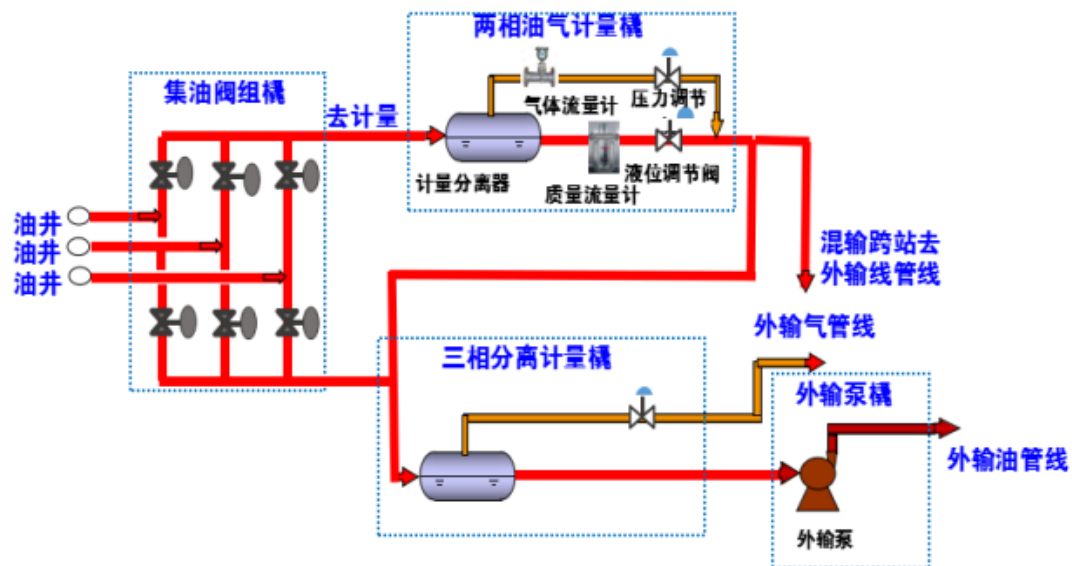 两相油气计量橇
集油阀组橇
去计量
气体流量计
压力调节
计量分离器
质量流量计
液位调节阀
油井
油井
油井
混输跨站去
外输线管线
外输气管线
三相分离计量橇
外输泵橇
外输油管线
外输泵